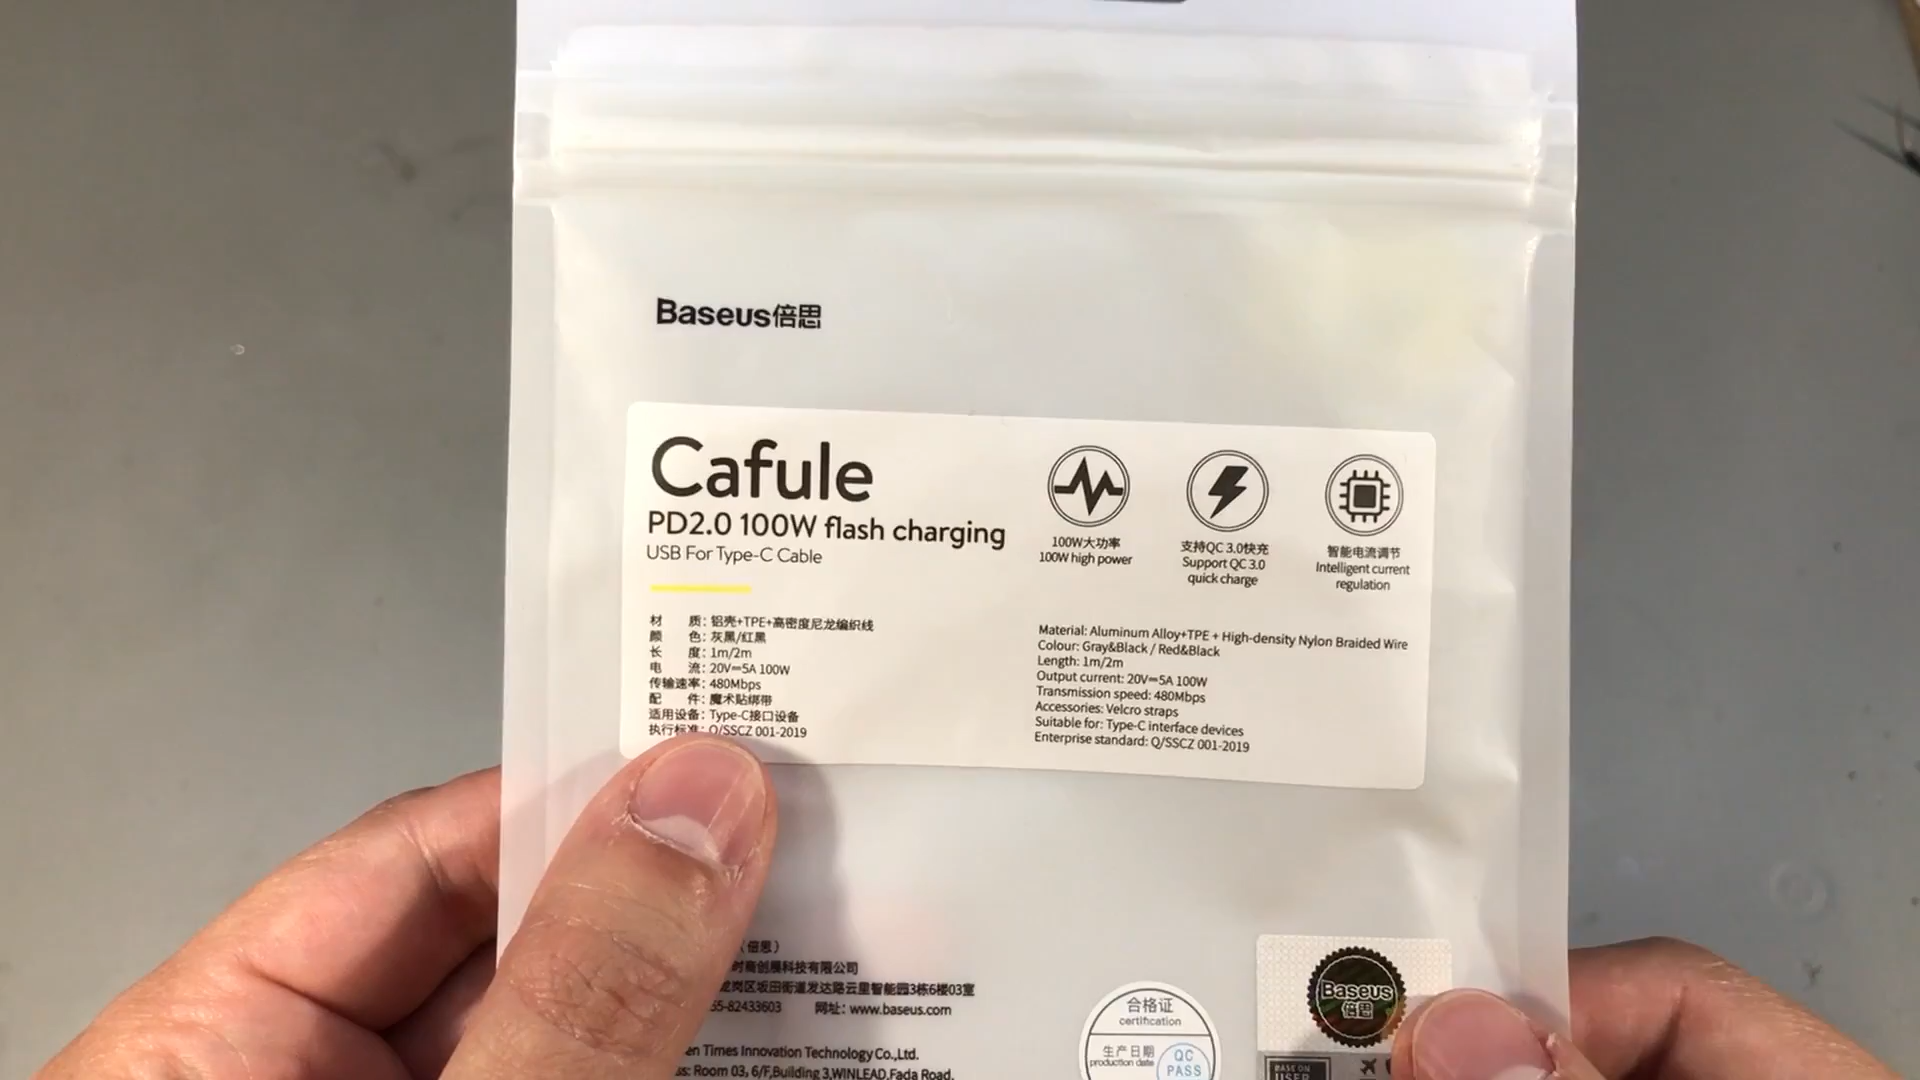 Baseus倍思
Cafule
PD2.0 100W flash charging
USB For Type-C Cable
100W大功率
100W high power
支持QC 3.0快充
Support QC 3.0
quick charge
智能电流调节
Intelligent current
regulation
材 质: 铝壳+TPE+高密度尼龙编织线
颜 色: 灰黑/红黑
长 度: 1m/2m
电 流: 20V⎓5A 100W
传输速率: 480Mbps
配 件: 魔术贴绑带
适用设备: Type-C接口设备
执行标准: Q/SSCZ 001-2019
Material: Aluminum Alloy+TPE + High-density Nylon Braided Wire
Colour: Gray&Black / Red&Black
Length: 1m/2m
Output current: 20V⎓5A 100W
Transmission speed: 480Mbps
Accessories: Velcro straps
Suitable for: Type-C interface devices
Enterprise standard: Q/SSCZ 001-2019
(倍思)
时商创展科技有限公司
龙岗区坂田街道发达路云里智能园3栋6楼03室
55-82433603 网址: www.baseus.com
en Times Innovation Technology Co.,Ltd.
ss: Room 03, 6/F,Building 3,WINLEAD,Fada Road,
合格证
certification
生产日期
production date
QC
PASS
Baseus
倍思
BASE ON
USER